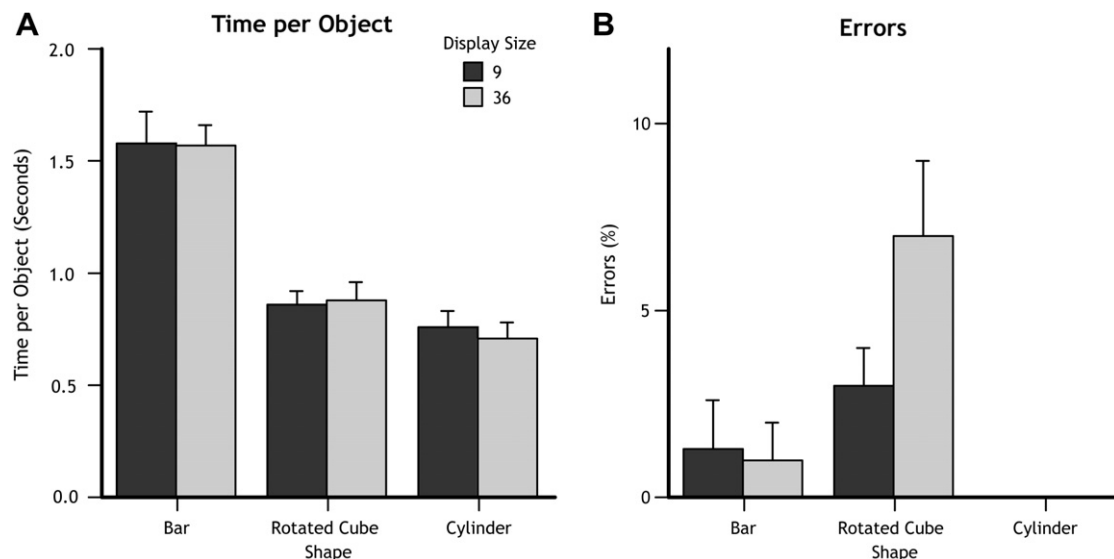 A
Time per Object
Display Size
9
36
2.0
1.5
1.0
0.5
0.0
Time per Object (Seconds)
Bar
Rotated Cube
Cylinder
Shape
B
Errors
10
5
0
Errors (%)
Bar
Rotated Cube
Cylinder
Shape